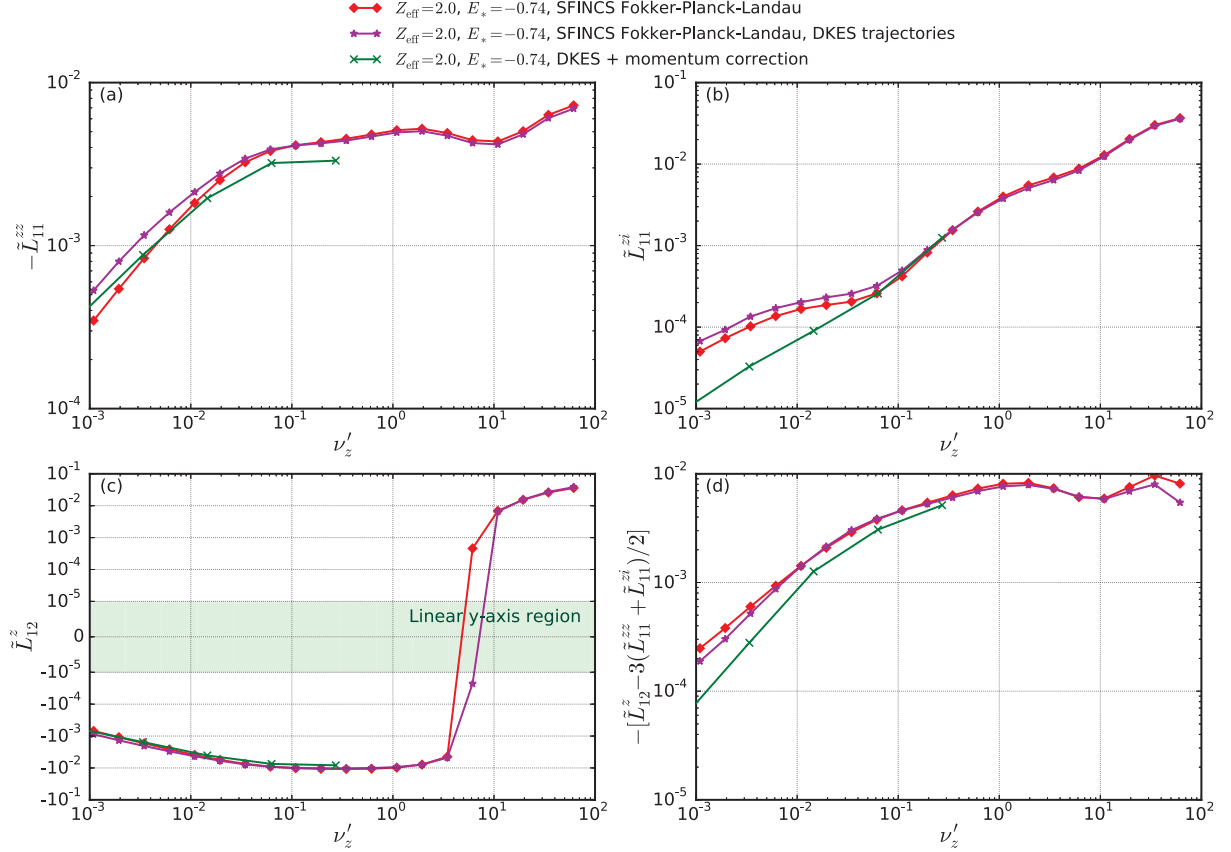 Z_eff=2.0, E_*=−0.74, SFINCS Fokker-Planck-Landau
Z_eff=2.0, E_*=−0.74, SFINCS Fokker-Planck-Landau, DKES trajectories
Z_eff=2.0, E_*=−0.74, DKES + momentum correction
(a)
10^-2
10^-3
10^-4
−L̃_11^zz
10^-3 10^-2 10^-1 10^0 10^1 10^2
ν′_z
(b)
10^-1
10^-2
10^-3
10^-4
10^-5
L̃_11^zi
10^-3 10^-2 10^-1 10^0 10^1 10^2
ν′_z
(c)
10^-1
10^-2
10^-3
10^-4
10^-5
0
-10^-5
-10^-4
-10^-3
-10^-2
-10^-1
L̃_12^z
Linear y-axis region
10^-3 10^-2 10^-1 10^0 10^1 10^2
ν′_z
(d)
10^-2
10^-3
10^-4
10^-5
−[L̃_12^z−3(L̃_11^zz + L̃_11^zi)/2]
10^-3 10^-2 10^-1 10^0 10^1 10^2
ν′_z